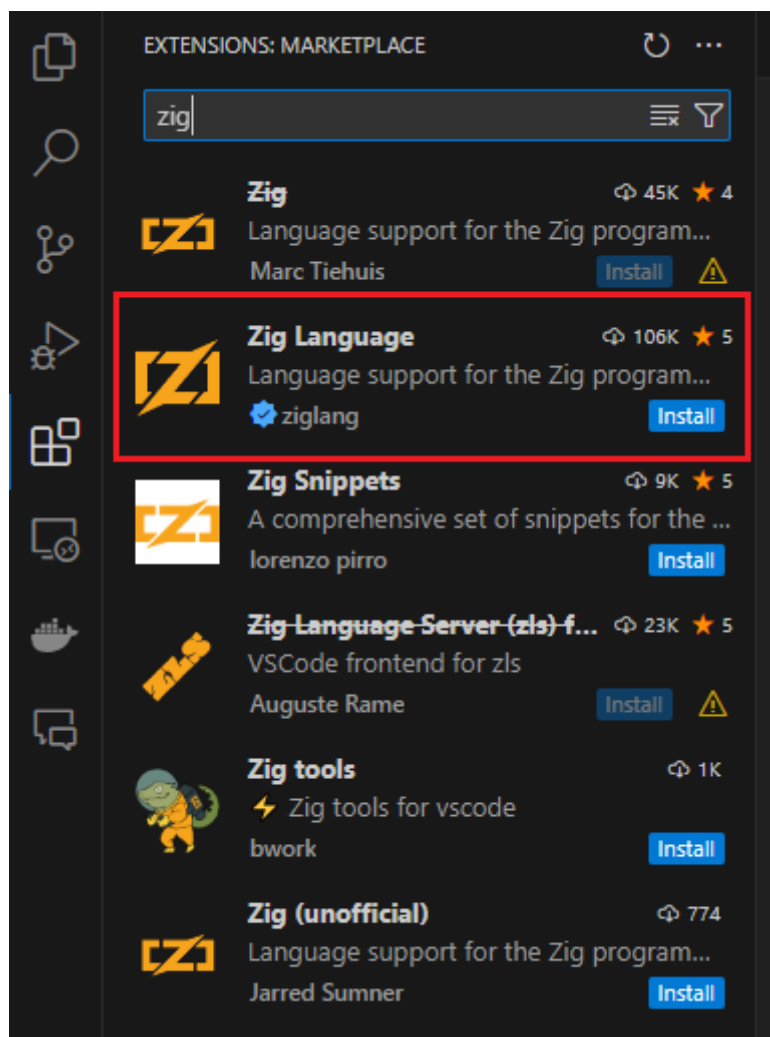 EXTENSIONS: MARKETPLACE
zig
Zig 45K 4
Language support for the Zig program...
Marc Tiehuis Install
Zig Language 106K 5
Language support for the Zig program...
ziglang Install
Zig Snippets 9K 5
A comprehensive set of snippets for the ...
lorenzo pirro Install
Zig Language Server (zls) f... 23K 5
VSCode frontend for zls
Auguste Rame Install
Zig tools 1K
Zig tools for vscode
bwork Install
Zig (unofficial) 774
Language support for the Zig program...
Jarred Sumner Install